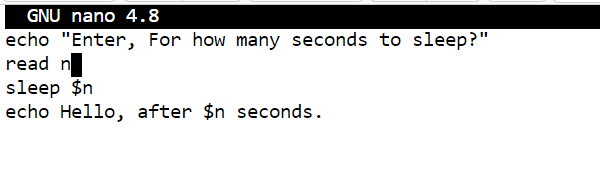 GNU nano 4.8
echo "Enter, For how many seconds to sleep?"
read n
sleep $n
echo Hello, after $n seconds.